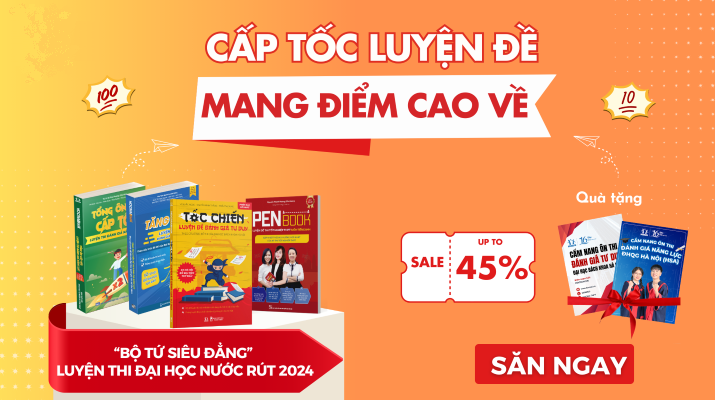 CẤP TỐC LUYỆN ĐỀ
MANG ĐIỂM CAO VỀ
100
10
TỔNG ÔN
CẤP TỐ
TĂNG
TỐC CHIẾN
LUYỆN ĐỀ ĐÁNH GIÁ TƯ DUY
PENBOOK
SALE
UP TO
45%
Quà tặng
CẨM NANG ÔN THI
ĐÁNH GIÁ TƯ DU
CẨM NANG ÔN THI
ĐÁNH GIÁ NĂNG LỰC
ĐHQG HÀ NỘI (HSA)
“BỘ TỨ SIÊU ĐẲNG”
LUYỆN THI ĐẠI HỌC NƯỚC RÚT 2024
SĂN NGAY